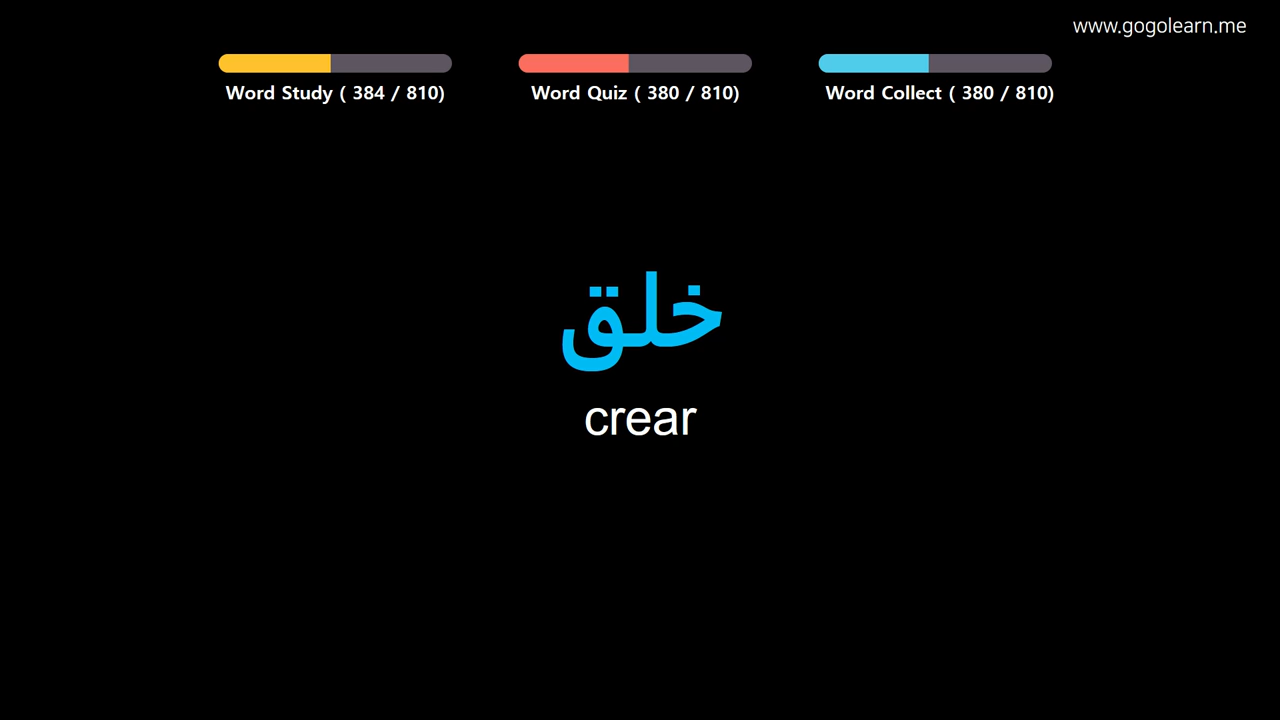 www.gogolearn.me
Word Study ( 384 / 810)
Word Quiz ( 380 / 810)
Word Collect ( 380 / 810)
خلق
crear